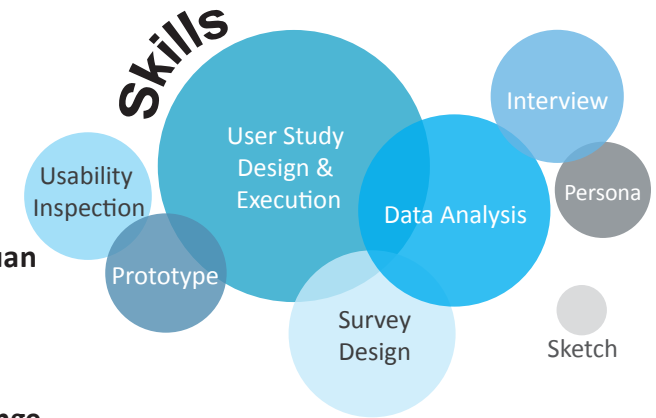 Skills
User Study
Design &
Execution
Interview
Usability
Inspection
Persona
Data Analysis
Prototype
Survey
Design
Sketch